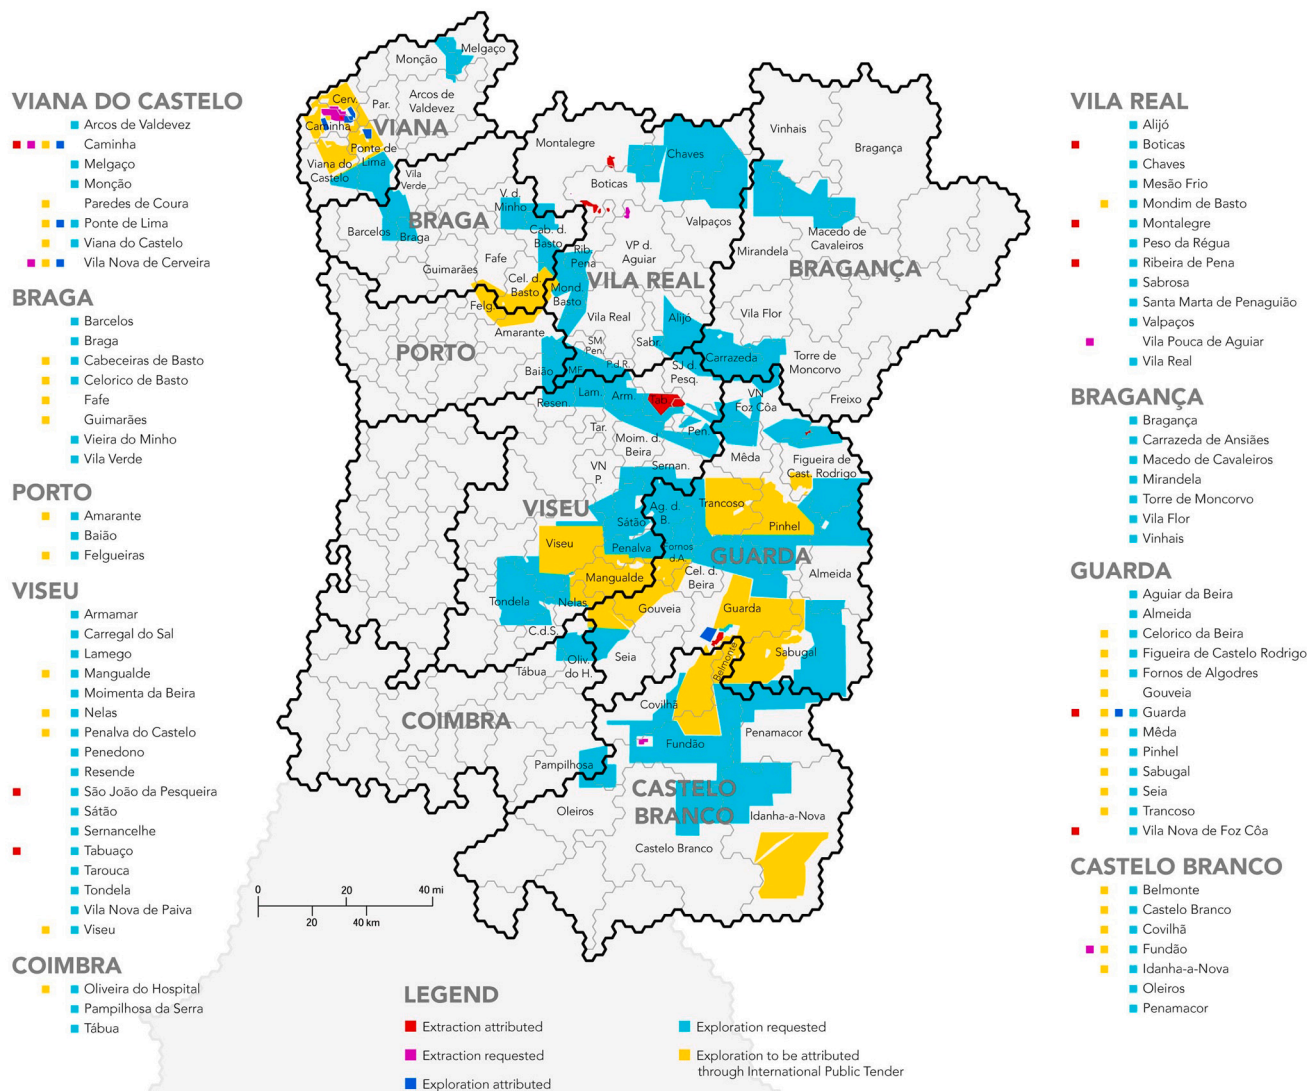 VIANA DO CASTELO
Arcos de Valdevez
Caminha
Melgaço
Monção
Paredes de Coura
Ponte de Lima
Viana do Castelo
Vila Nova de Cerveira
BRAGA
Barcelos
Braga
Cabeceiras de Basto
Celorico de Basto
Fafe
Guimarães
Vieira do Minho
Vila Verde
PORTO
Amarante
Baião
Felgueiras
VISEU
Armamar
Carregal do Sal
Lamego
Mangualde
Moimenta da Beira
Nelas
Penalva do Castelo
Penedono
Resende
São João da Pesqueira
Sátão
Sernancelhe
Tabuaço
Tarouca
Tondela
Vila Nova de Paiva
Viseu
COIMBRA
Oliveira do Hospital
Pampilhosa da Serra
Tábua
Melgaço
Monção
Cerv.
Par.
Arcos de
Valdevez
Caminha
VIANA
Ponte de
Lima
Viana do
Castelo
Vila
Verde
V. d.
Minho
BRAGA
Barcelos
Braga
Cab. d.
Basto
Fafe
Guimarães
Cel. d.
Basto
Montalegre
Boticas
Chaves
Valpaços
VP d.
Aguiar
Rib.
Pena
VILA REAL
Mond.
Basto
Vila Real
Alijó
Sabr.
SM
Pen.
P.d.R.
MF
Vinhais
Bragança
Macedo de
Cavaleiros
Mirandela
BRAGANÇA
Vila Flor
Carrazeda
Torre de
Moncorvo
Freixo
Felg.
Amarante
PORTO
Baião
Resen.
Lam.
Arm.
Tab.
SJ d.
Pesq.
Tar.
Moim. d.
Beira
Pen.
Sernan.
VN
P.
VISEU
Sátão
Viseu
Penalva
Mangualde
Nelas
Tondela
C.d.S.
VN
Foz Côa
Mêda
Figueira de
Cast. Rodrigo
Trancoso
Pinhel
Ag. d.
B.
Fornos
d.A.
GUARDA
Cel. d.
Beira
Almeida
Gouveia
Guarda
Seia
Sabugal
Oliv.
do H.
Tábua
COIMBRA
Pampilhosa
Belmonte
Covilhã
Fundão
Penamacor
CASTELO
BRANCO
Oleiros
Idanha-a-Nova
Castelo Branco
0 20 40 mi
20 40 km
VILA REAL
Alijó
Boticas
Chaves
Mesão Frio
Mondim de Basto
Montalegre
Peso da Régua
Ribeira de Pena
Sabrosa
Santa Marta de Penaguião
Valpaços
Vila Pouca de Aguiar
Vila Real
BRAGANÇA
Bragança
Carrazeda de Ansiães
Macedo de Cavaleiros
Mirandela
Torre de Moncorvo
Vila Flor
Vinhais
GUARDA
Aguiar da Beira
Almeida
Celorico da Beira
Figueira de Castelo Rodrigo
Fornos de Algodres
Gouveia
Guarda
Mêda
Pinhel
Sabugal
Seia
Trancoso
Vila Nova de Foz Côa
CASTELO BRANCO
Belmonte
Castelo Branco
Covilhã
Fundão
Idanha-a-Nova
Oleiros
Penamacor
LEGEND
Extraction attributed
Extraction requested
Exploration attributed
Exploration requested
Exploration to be attributed
through International Public Tender